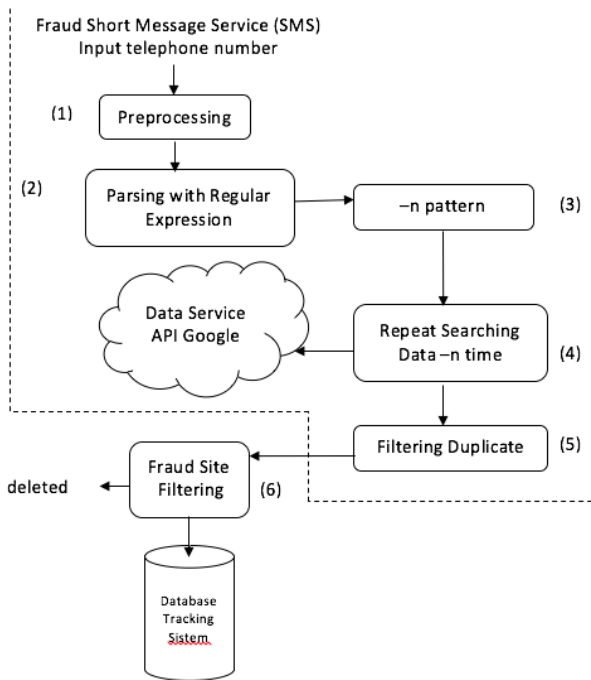 Fraud Short Message Service (SMS)
Input telephone number
(1)
Preprocessing
(2)
Parsing with Regular
Expression
–n pattern
(3)
Data Service
API Google
Repeat Searching
Data –n time
(4)
Filtering Duplicate
(5)
Fraud Site
Filtering
(6)
deleted
Database
Tracking
Sistem